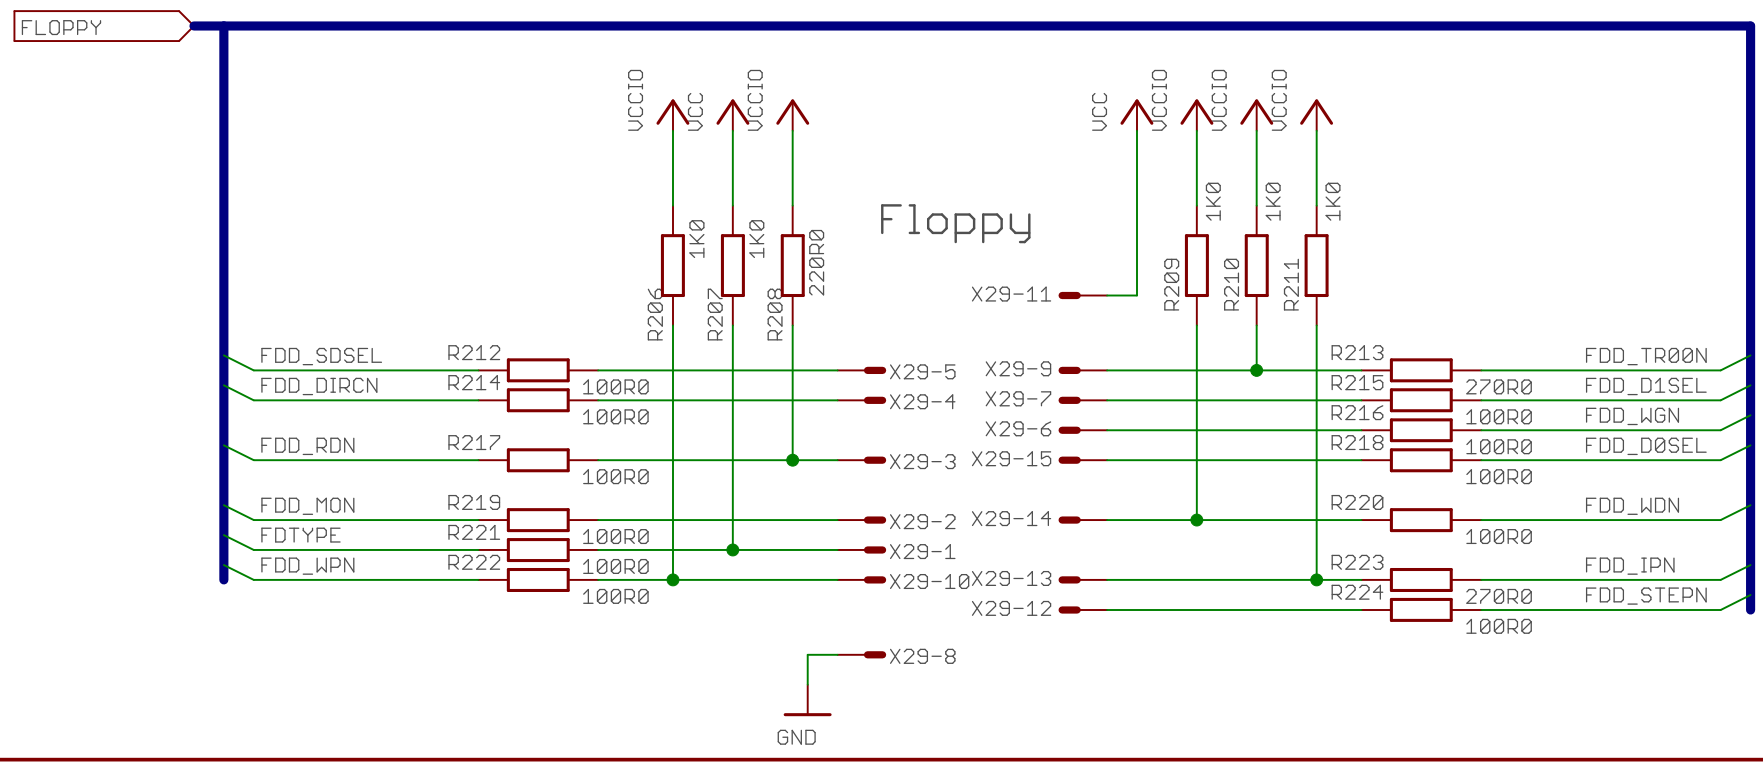 FLOPPY
VCCIO
VCC
VCCIO
VCC
VCCIO
VCCIO
VCCIO
1K0
1K0
220R0
Floppy
1K0
1K0
1K0
R206
R207
R208
X29-11
R209
R210
R211
FDD_SDSEL
R212
100R0
X29-5
X29-9
R213
270R0
FDD_TR00N
FDD_DIRCN
R214
100R0
X29-4
X29-7
R215
100R0
FDD_D1SEL
X29-6
R216
100R0
FDD_WGN
FDD_RDN
R217
100R0
X29-3
X29-15
R218
100R0
FDD_D0SEL
FDD_MON
R219
100R0
X29-2
X29-14
R220
100R0
FDD_WDN
FDTYPE
R221
100R0
X29-1
FDD_WPN
R222
100R0
X29-10
X29-13
R223
270R0
FDD_IPN
X29-12
R224
100R0
FDD_STEPN
X29-8
GND